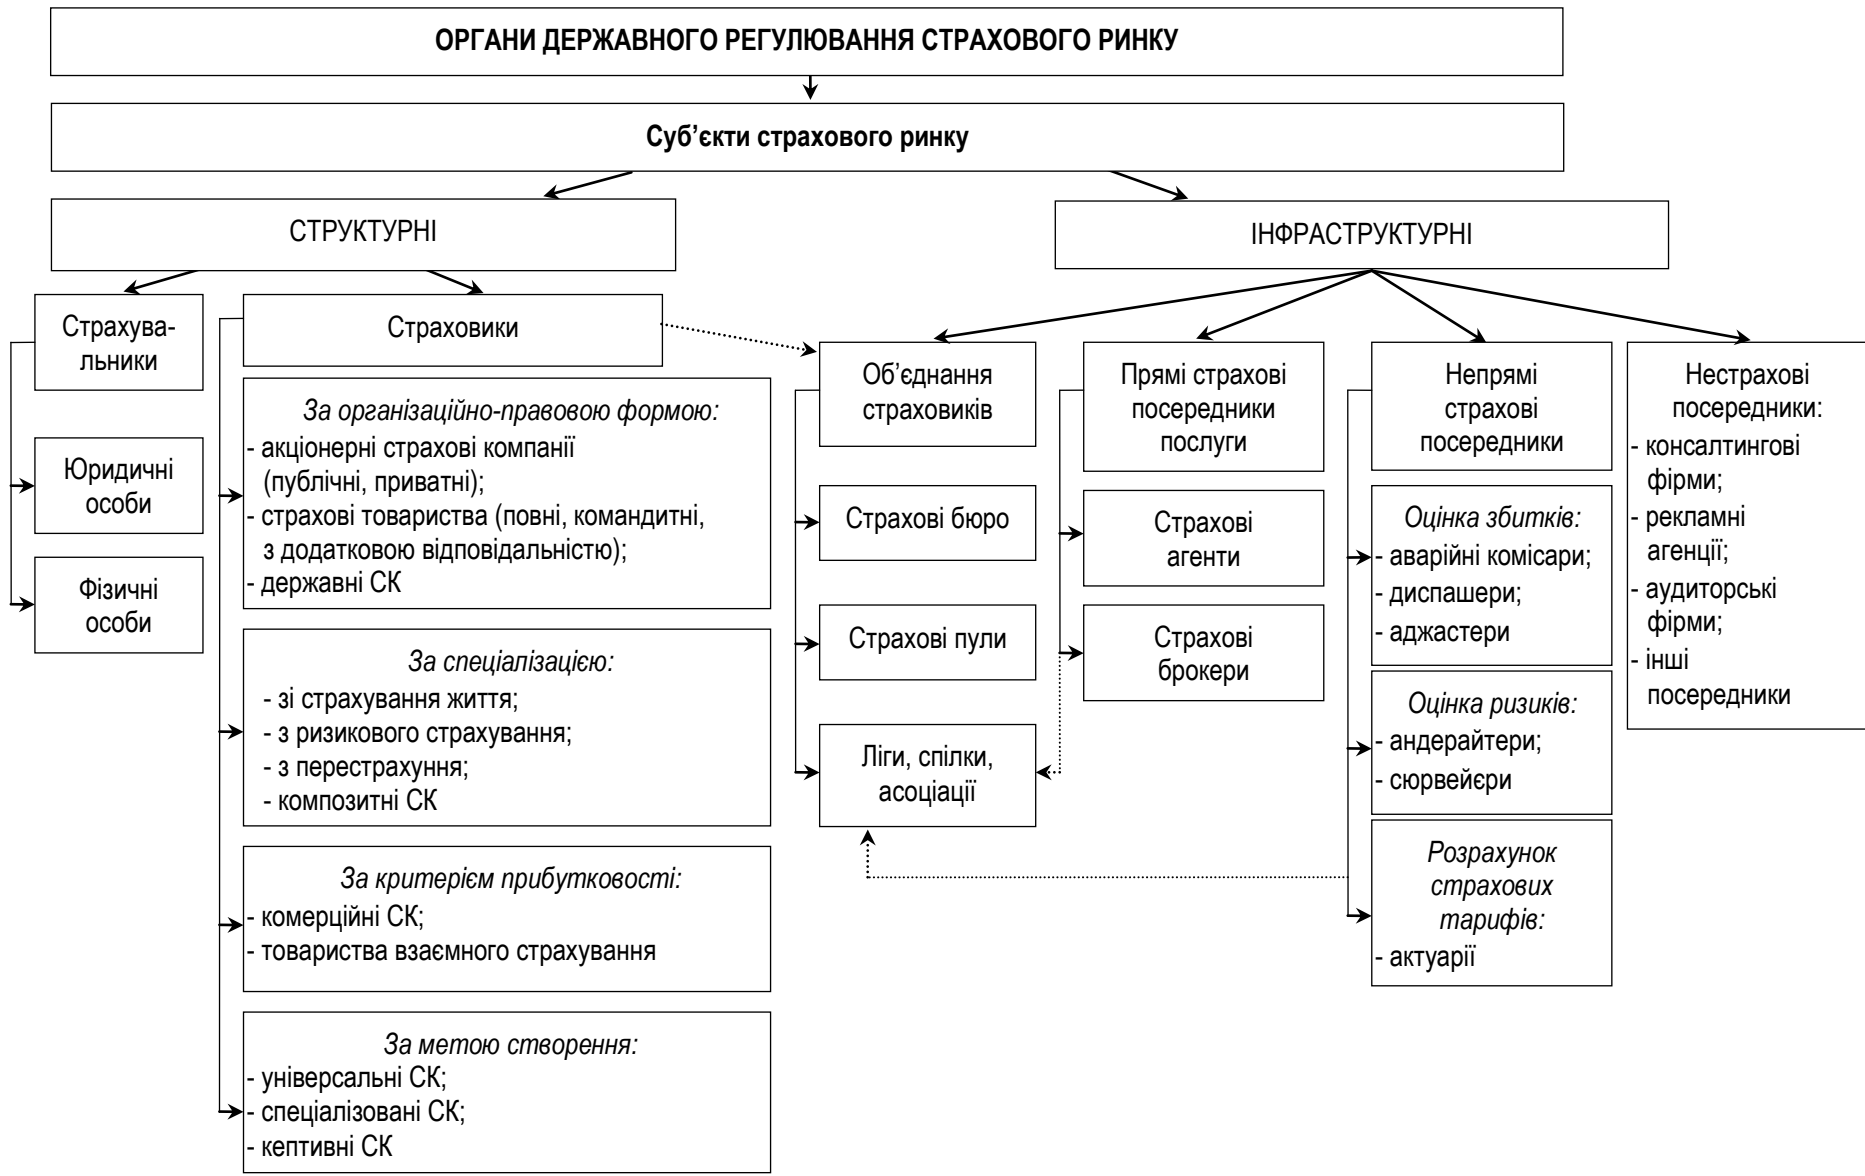 ОРГАНИ ДЕРЖАВНОГО РЕГУЛЮВАННЯ СТРАХОВОГО РИНКУ
Суб’єкти страхового ринку
СТРУКТУРНІ
ІНФРАСТРУКТУРНІ
Страхува-
льники
Юридичні
особи
Фізичні
особи
Страховики
За організаційно-правовою формою:
- акціонерні страхові компанії
(публічні, приватні);
- страхові товариства (повні, командитні,
з додатковою відповідальністю);
- державні СК
За спеціалізацією:
- зі страхування життя;
- з ризикового страхування;
- з перестрахуння;
- композитні СК
За критерієм прибутковості:
- комерційні СК;
- товариства взаємного страхування
За метою створення:
- універсальні СК;
- спеціалізовані СК;
- кептивні СК
Об’єднання
страховиків
Страхові бюро
Страхові пули
Ліги, спілки,
асоціації
Прямі страхові
посередники
послуги
Страхові
агенти
Страхові
брокери
Непрямі
страхові
посередники
Оцінка збитків:
- аварійні комісари;
- диспашери;
- аджастери
Оцінка ризиків:
- андерайтери;
- сюрвейєри
Розрахунок
страхових
тарифів:
- актуарії
Нестрахові
посередники:
- консалтингові
фірми;
- рекламні
агенції;
- аудиторські
фірми;
- інші
посередники